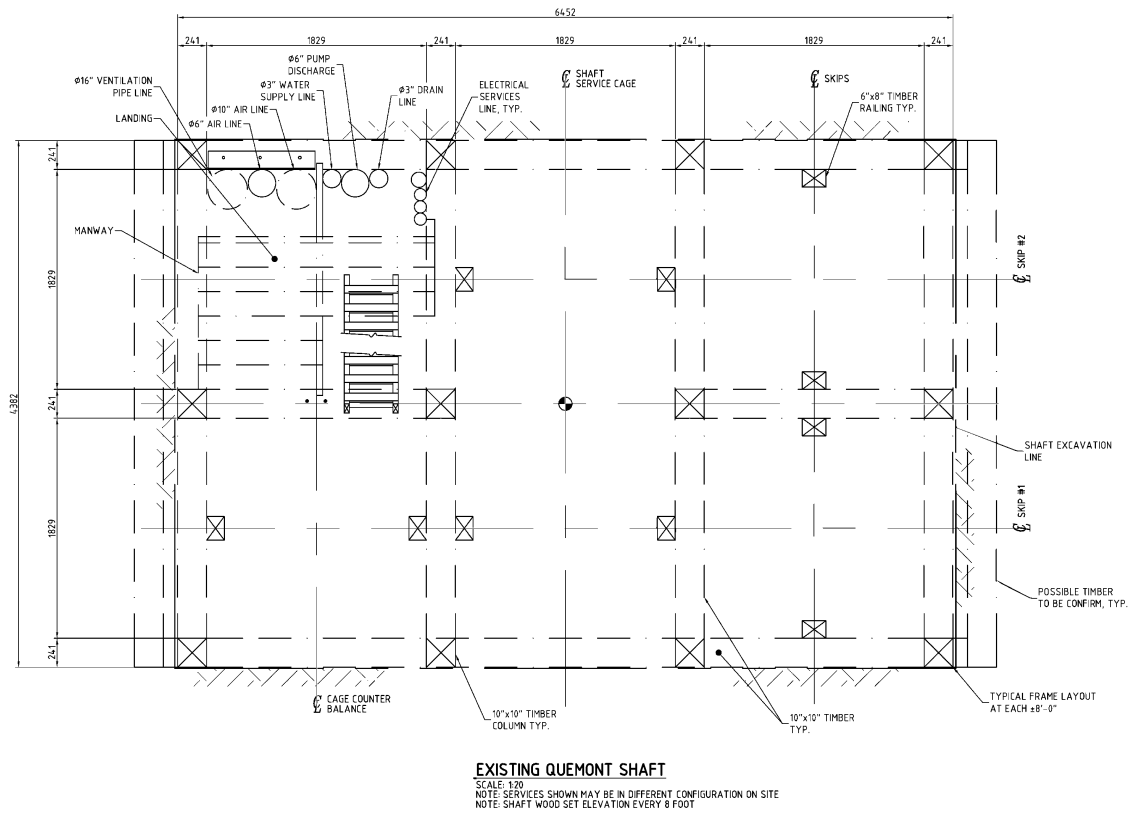 6452
241
1829
241
1829
241
1829
241
Ø16" VENTILATION
PIPE LINE
LANDING
Ø10" AIR LINE
Ø6" AIR LINE
Ø6" PUMP
DISCHARGE
Ø3" WATER
SUPPLY LINE
Ø3" DRAIN
LINE
ELECTRICAL
SERVICES
LINE, TYP.
℄ SHAFT
SERVICE CAGE
℄ SKIPS
6"x8" TIMBER
RAILING TYP.
MANWAY
4382
241
1829
241
1829
241
℄ SKIP #2
℄ SKIP #1
SHAFT EXCAVATION
LINE
POSSIBLE TIMBER
TO BE CONFIRM, TYP.
TYPICAL FRAME LAYOUT
AT EACH ±8'-0"
℄ CAGE COUNTER
BALANCE
10"x10" TIMBER
COLUMN TYP.
10"x10" TIMBER
TYP.
EXISTING QUEMONT SHAFT
SCALE: 1:20
NOTE: SERVICES SHOWN MAY BE IN DIFFERENT CONFIGURATION ON SITE
NOTE: SHAFT WOOD SET ELEVATION EVERY 8 FOOT